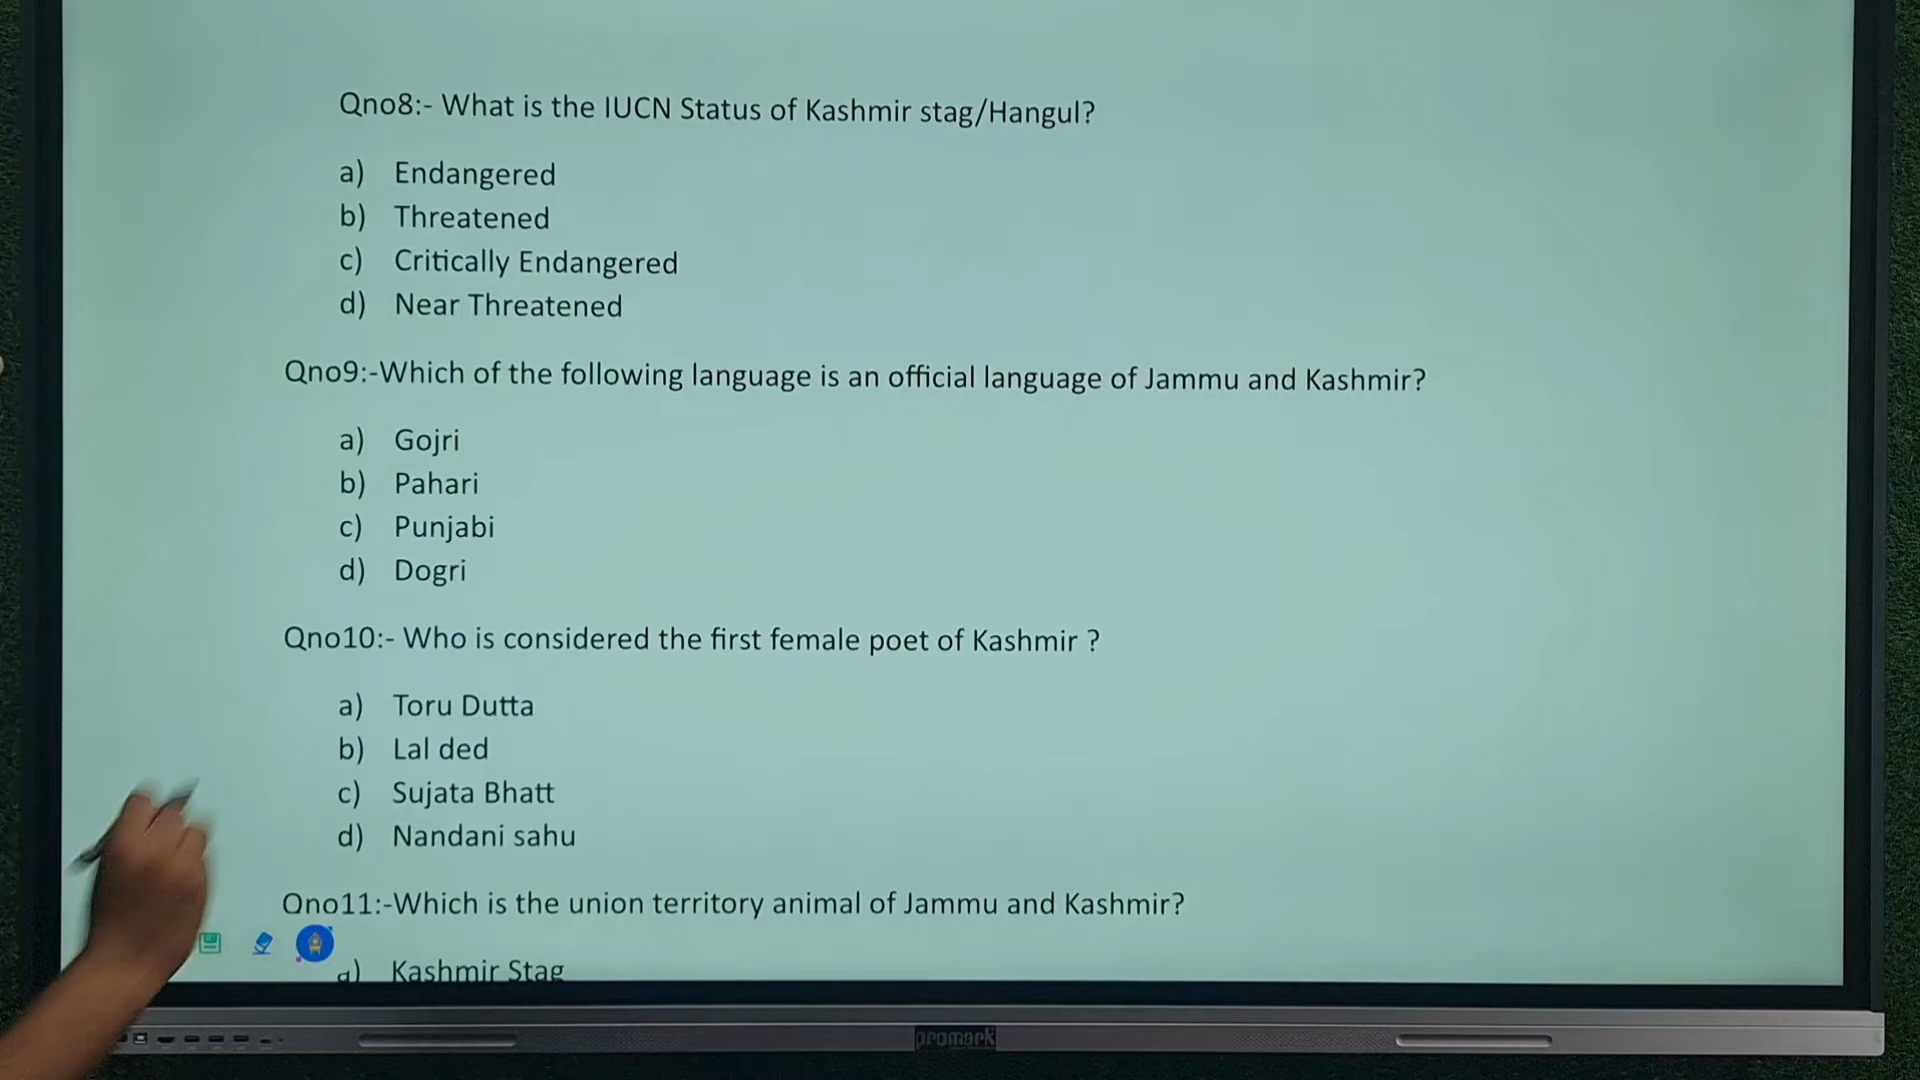 Qno8:- What is the IUCN Status of Kashmir stag/Hangul?
a) Endangered
b) Threatened
c) Critically Endangered
d) Near Threatened
Qno9:-Which of the following language is an official language of Jammu and Kashmir?
a) Gojri
b) Pahari
c) Punjabi
d) Dogri
Qno10:- Who is considered the first female poet of Kashmir ?
a) Toru Dutta
b) Lal ded
c) Sujata Bhatt
d) Nandani sahu
Qno11:-Which is the union territory animal of Jammu and Kashmir?
a) Kashmir Stag
promark